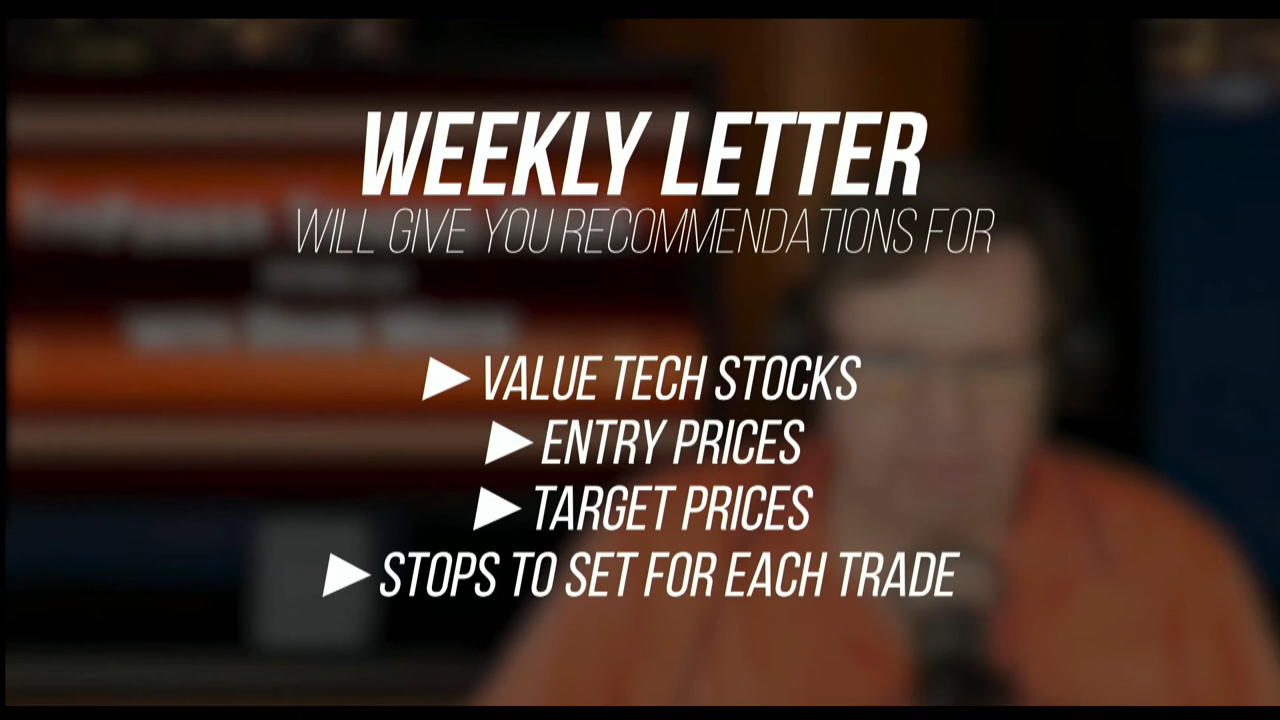 WEEKLY LETTER
WILL GIVE YOU RECOMMENDATIONS FOR
► VALUE TECH STOCKS
► ENTRY PRICES
► TARGET PRICES
► STOPS TO SET FOR EACH TRADE